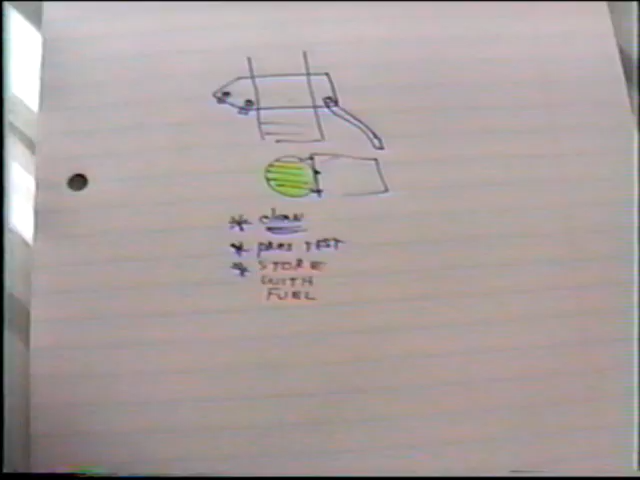 * clean
* pres TEST
* STORE
WITH
FUEL